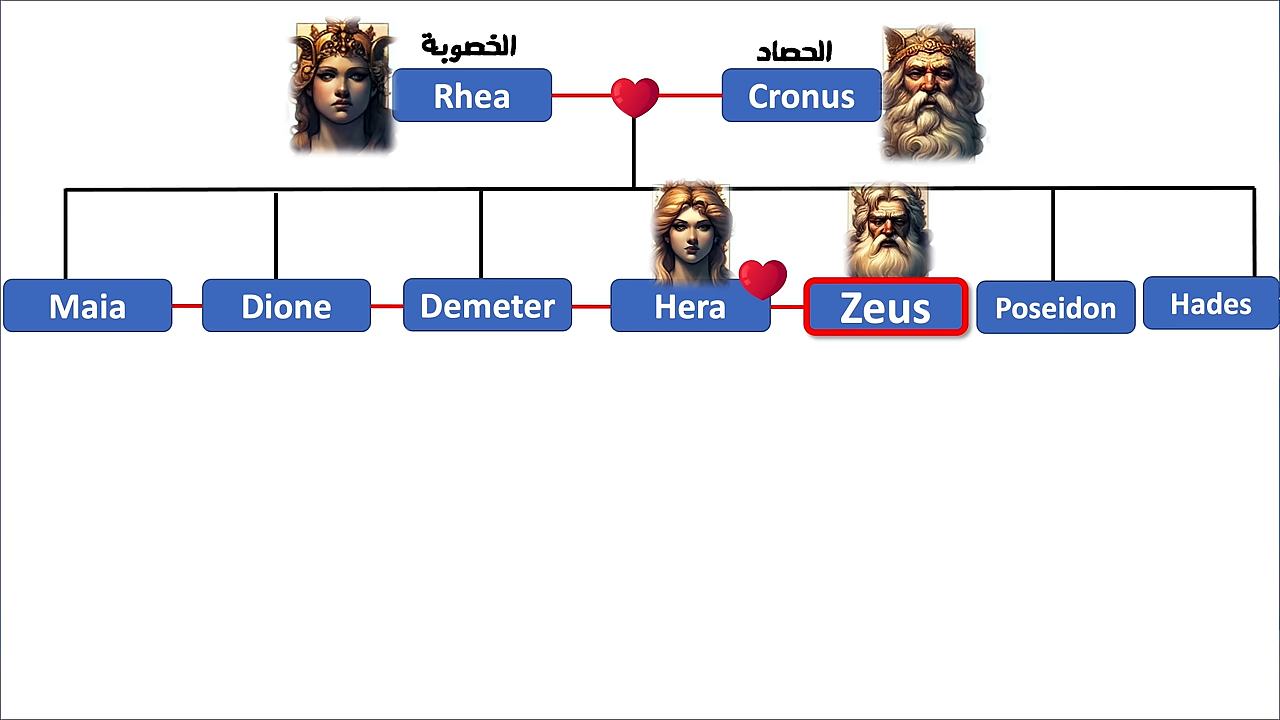 الخصوبة
الحصاد
Rhea
Cronus
Maia
Dione
Demeter
Hera
Zeus
Poseidon
Hades